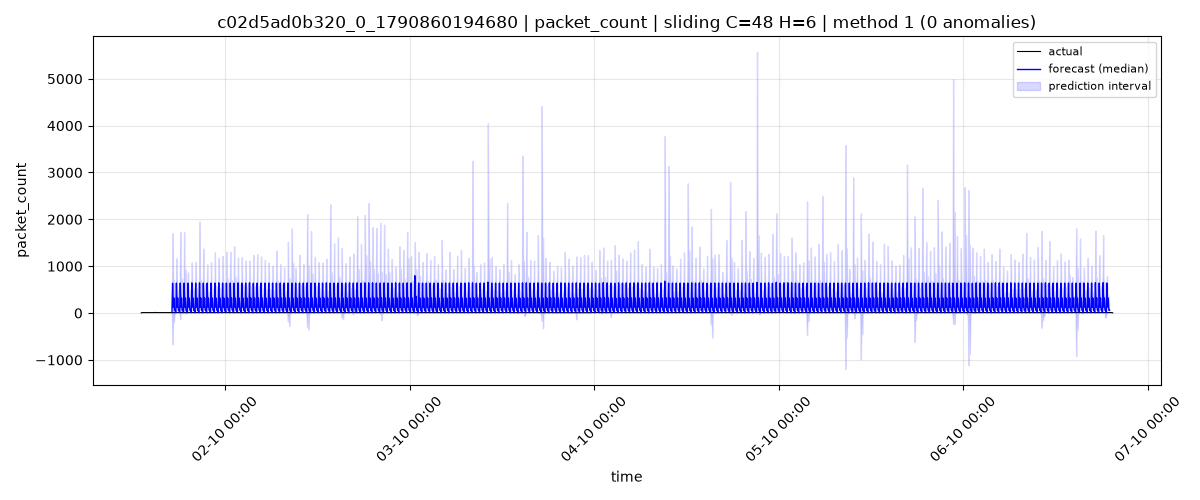 c02d5ad0b320_0_1790860194680 | packet_count | sliding C=48 H=6 | method 1 (0 anomalies)
actual
forecast (median)
prediction interval
packet_count
5000
4000
3000
2000
1000
0
−1000
02-10 00:00
03-10 00:00
04-10 00:00
05-10 00:00
06-10 00:00
07-10 00:00
time